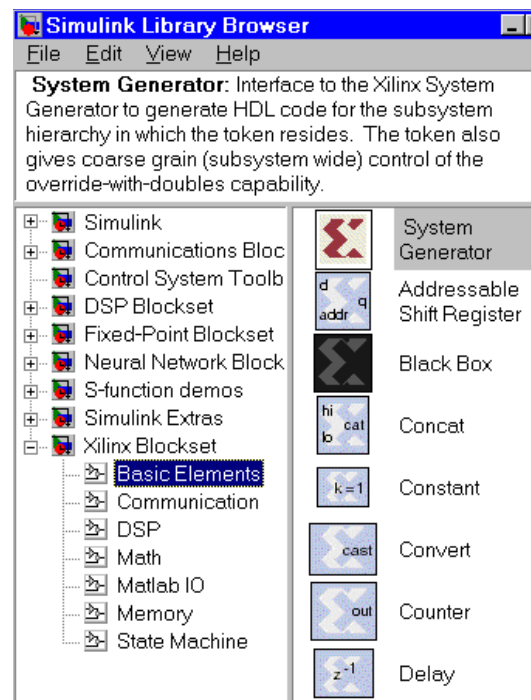 Simulink Library Browser
File Edit View Help
System Generator: Interface to the Xilinx System
Generator to generate HDL code for the subsystem
hierarchy in which the token resides. The token also
gives coarse grain (subsystem wide) control of the
override-with-doubles capability.
Simulink
Communications Bloc
Control System Toolb
DSP Blockset
Fixed-Point Blockset
Neural Network Block
S-function demos
Simulink Extras
Xilinx Blockset
Basic Elements
Communication
DSP
Math
Matlab IO
Memory
State Machine
System
Generator
d
q
addr
Addressable
Shift Register
Black Box
hi
cat
lo
Concat
k=1
Constant
cast
Convert
out
Counter
z-1
Delay